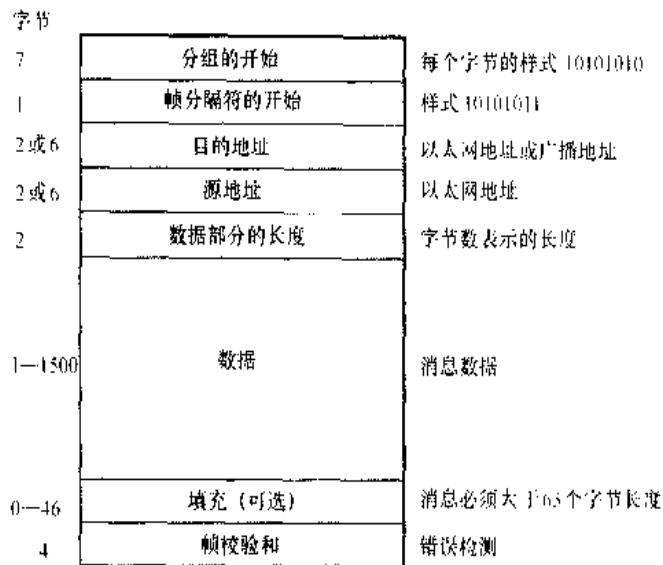 字节
7 分组的开始 每个字节的样式 10101010
1 帧分隔符的开始 样式 10101011
2或6 目的地址 以太网地址或广播地址
2或6 源地址 以太网地址
2 数据部分的长度 字节数表示的长度
1—1500 数据 消息数据
0—46 填充（可选） 消息必须大于63个字节长度
4 帧校验和 错误检测